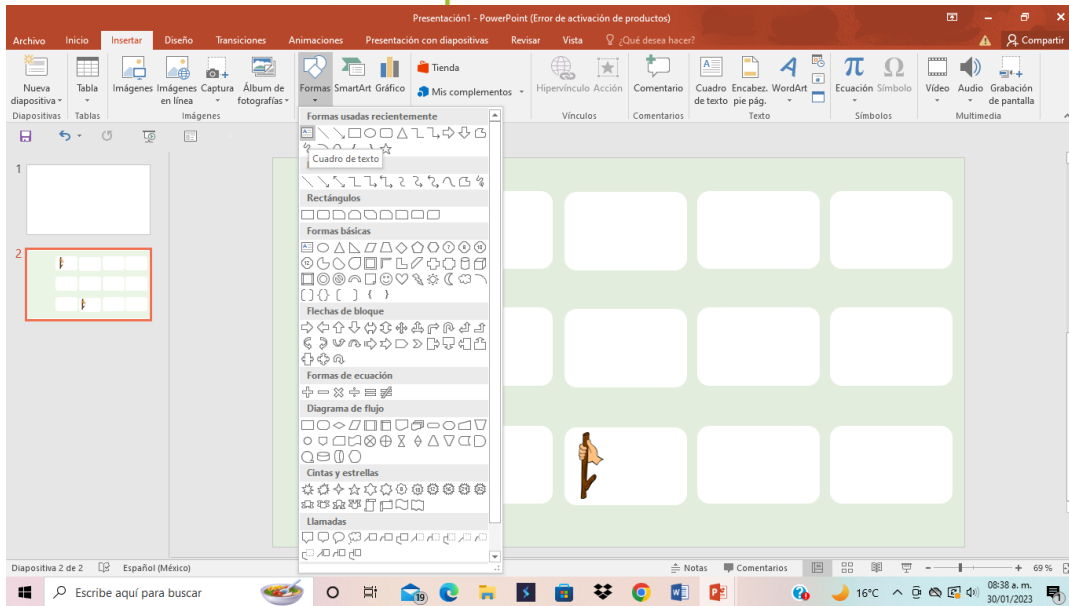 Presentación1 - PowerPoint (Error de activación de productos)
Archivo Inicio Insertar Diseño Transiciones Animaciones Presentación con diapositivas Revisar Vista ¿Qué desea hacer? Compartir
Nueva diapositiva
Tabla
Imágenes
Imágenes en línea
Captura
Álbum de fotografías
Formas
SmartArt
Gráfico
Tienda
Mis complementos
Hipervínculo
Acción
Comentario
Cuadro de texto
Encabez. pie pág.
WordArt
Ecuación
Símbolo
Vídeo
Audio
Grabación de pantalla
Diapositivas Tablas Imágenes Vínculos Comentarios Texto Símbolos Multimedia
Formas usadas recientemente
Cuadro de texto
Rectángulos
Formas básicas
Flechas de bloque
Formas de ecuación
Diagrama de flujo
Cintas y estrellas
Llamadas
1
2
Diapositiva 2 de 2 Español (México) Notas Comentarios 69 %
Escribe aquí para buscar
19
16°C
08:38 a. m.
30/01/2023
1